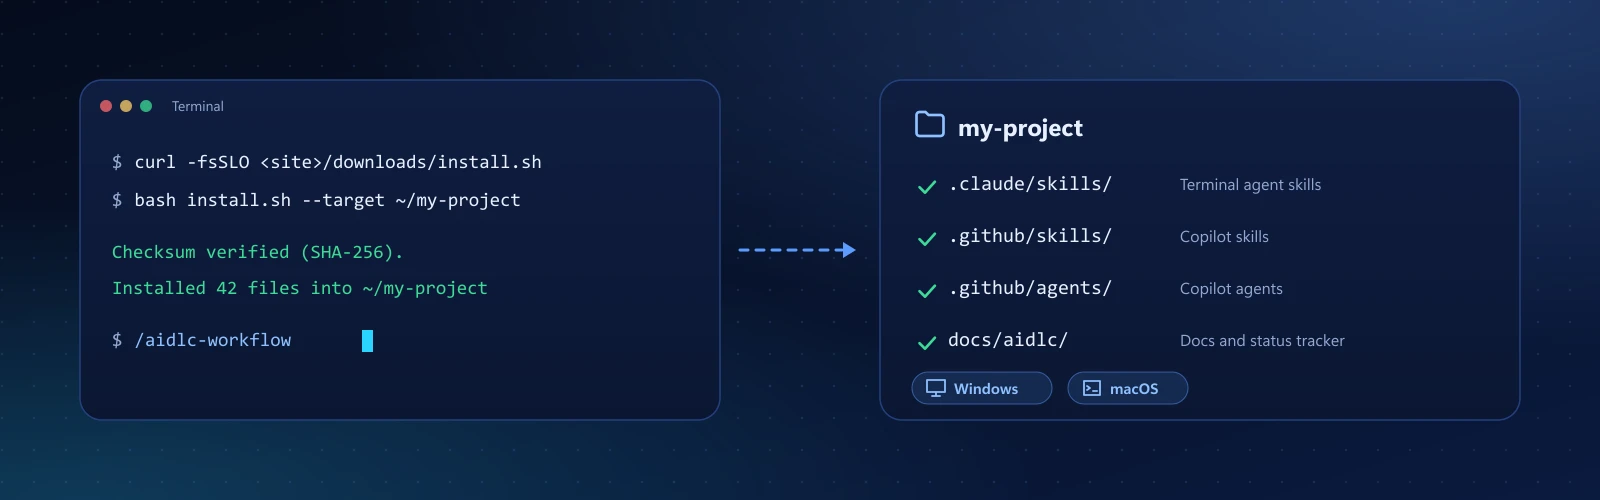 Terminal
$ curl -fsSLO <site>/downloads/install.sh
$ bash install.sh --target ~/my-project
Checksum verified (SHA-256).
Installed 42 files into ~/my-project
$ /aidlc-workflow
my-project
.claude/skills/ Terminal agent skills
.github/skills/ Copilot skills
.github/agents/ Copilot agents
docs/aidlc/ Docs and status tracker
Windows macOS